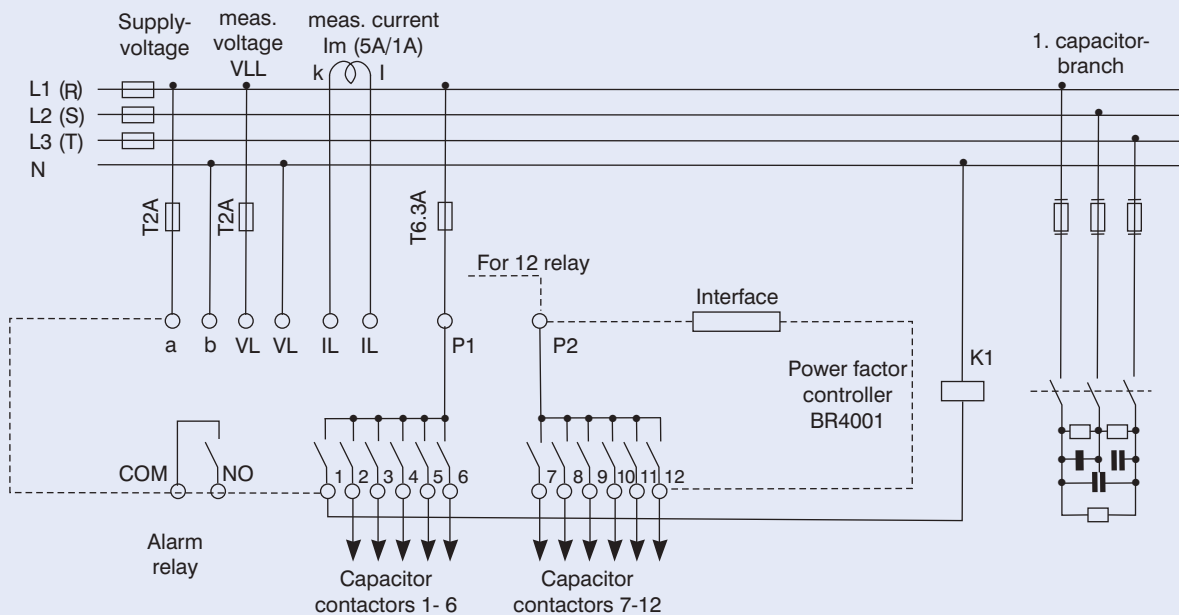 Supply-
voltage
meas.
voltage
VLL
meas. current
Im (5A/1A)
k l
1. capacitor-
branch
L1 (R)
L2 (S)
L3 (T)
N
T2A
T2A
T6.3A
For 12 relay
Interface
a b VL VL IL IL P1 P2
K1
Power factor
controller
BR4001
COM NO
1 2 3 4 5 6
7 8 9 10 11 12
Alarm
relay
Capacitor
contactors 1- 6
Capacitor
contactors 7-12